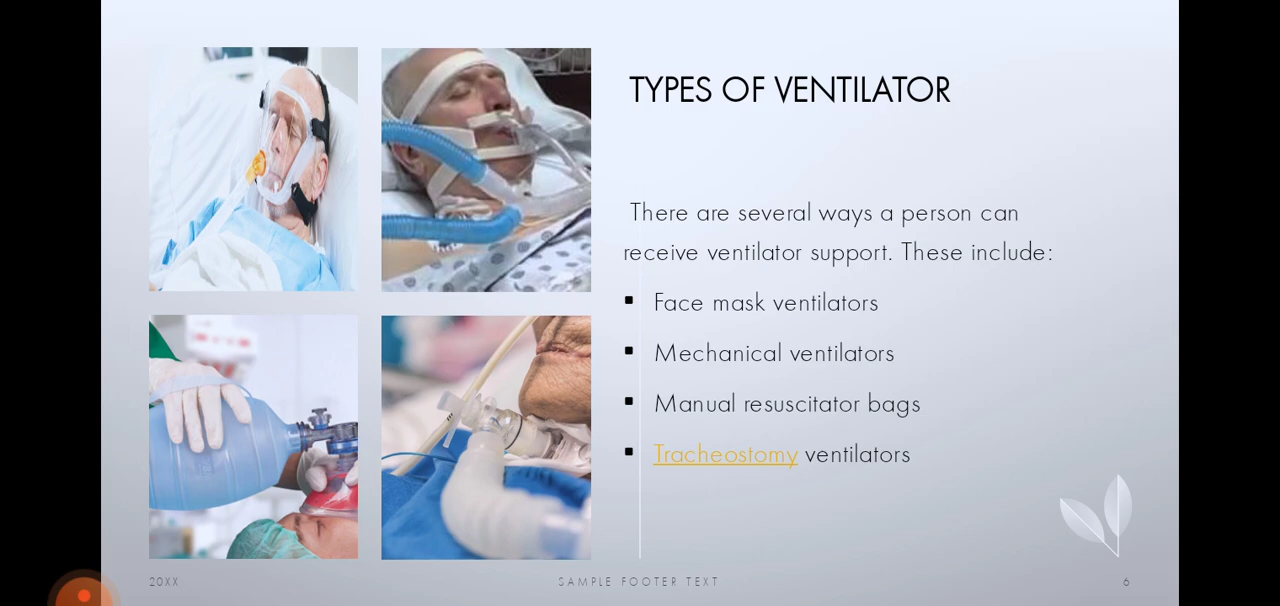 TYPES OF VENTILATOR
There are several ways a person can
receive ventilator support. These include:
▪ Face mask ventilators
▪ Mechanical ventilators
▪ Manual resuscitator bags
▪ Tracheostomy ventilators
20XX
SAMPLE FOOTER TEXT
6